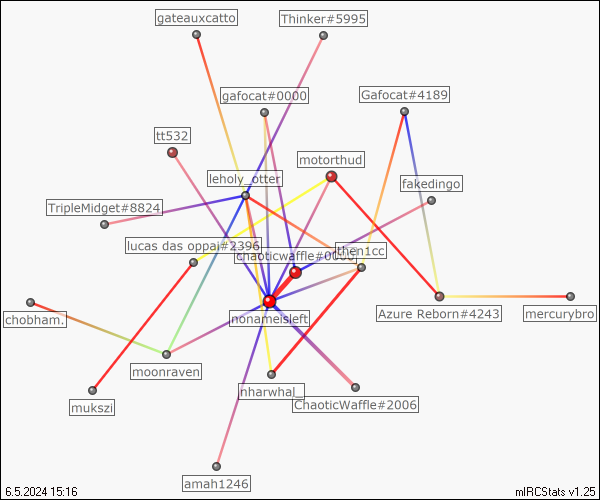 gateauxcatto
Thinker#5995
gafocat#0000
Gafocat#4189
tt532
motorthud
leholy_otter
fakedingo
TripleMidget#8824
lucas das oppai#2396
then1cc
chaoticwaffle#0
nonameisleft
Azure Reborn#4243
mercurybro
chobham.
moonraven
nharwhal_
ChaoticWaffle#2006
mukszi
amah1246
6.5.2024 15:16
mIRCStats v1.25